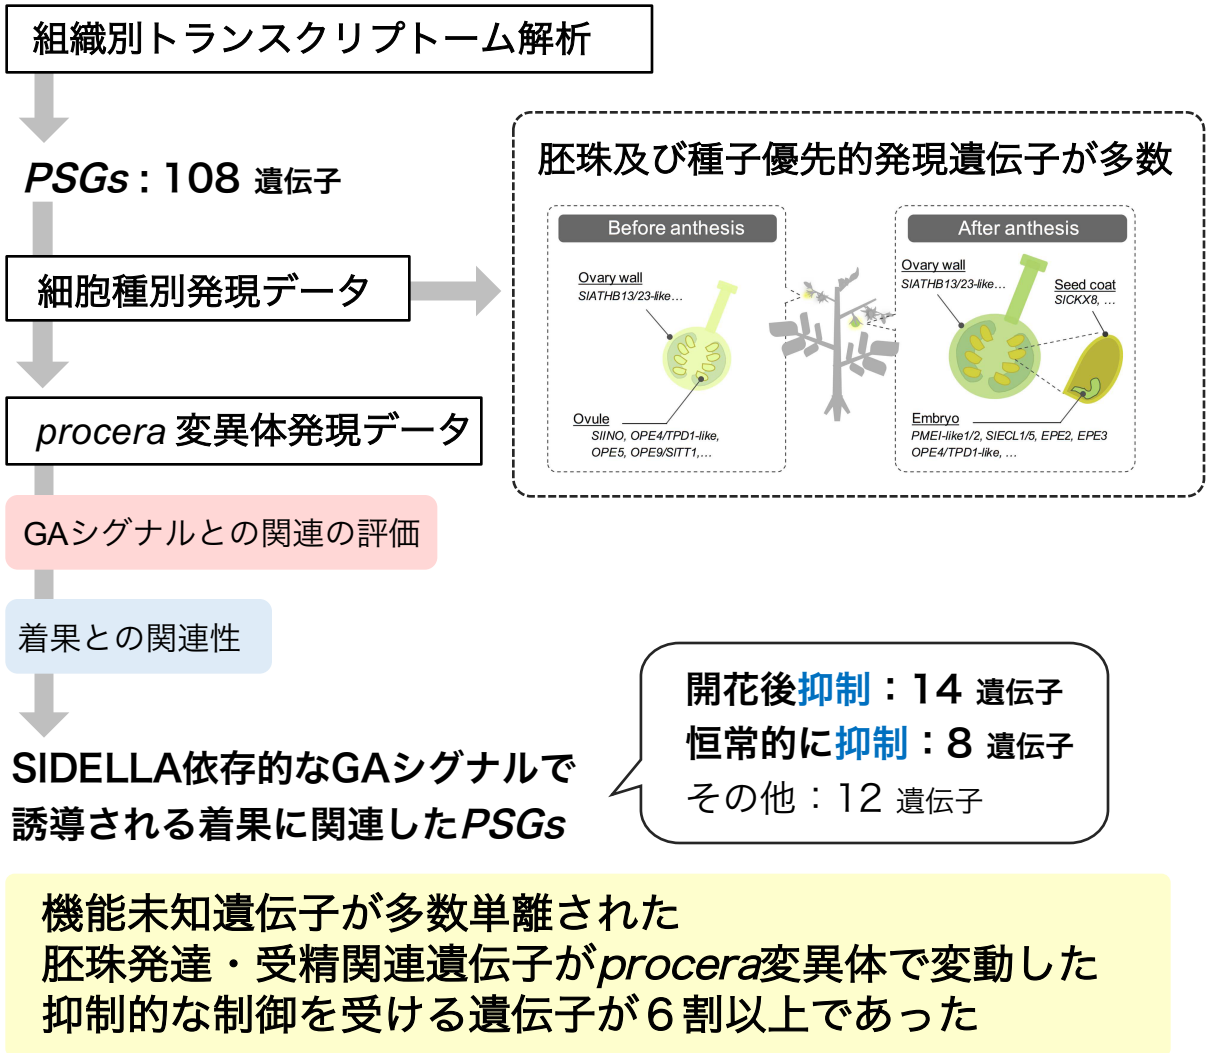 組織別トランスクリプトーム解析
PSGs : 108 遺伝子
細胞種別発現データ
胚珠及び種子優先的発現遺伝子が多数
Before anthesis
Ovary wall
SlATHB13/23-like…
Ovule
SlINO, OPE4/TPD1-like,
OPE5, OPE9/SlTT1,…
After anthesis
Ovary wall
SlATHB13/23-like…
Seed coat
SlCKX8, …
Embryo
PMEI-like1/2, SlECL1/5, EPE2, EPE3
OPE4/TPD1-like, …
procera 変異体発現データ
GAシグナルとの関連の評価
着果との関連性
SlDELLA依存的なGAシグナルで
誘導される着果に関連したPSGs
開花後抑制：14 遺伝子
恒常的に抑制：8 遺伝子
その他：12 遺伝子
機能未知遺伝子が多数単離された
胚珠発達・受精関連遺伝子がprocera変異体で変動した
抑制的な制御を受ける遺伝子が６割以上であった